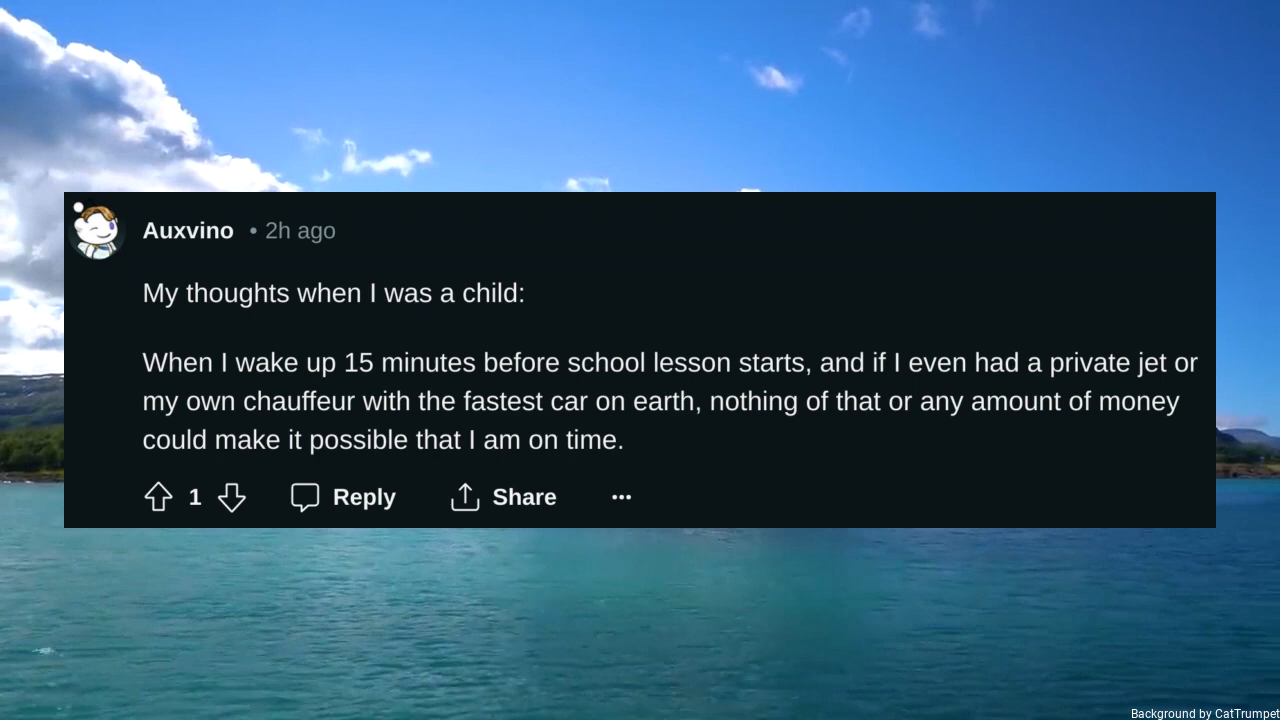 Auxvino • 2h ago
My thoughts when I was a child:
When I wake up 15 minutes before school lesson starts, and if I even had a private jet or
my own chauffeur with the fastest car on earth, nothing of that or any amount of money
could make it possible that I am on time.
1 Reply Share •••
Background by CatTrumpet